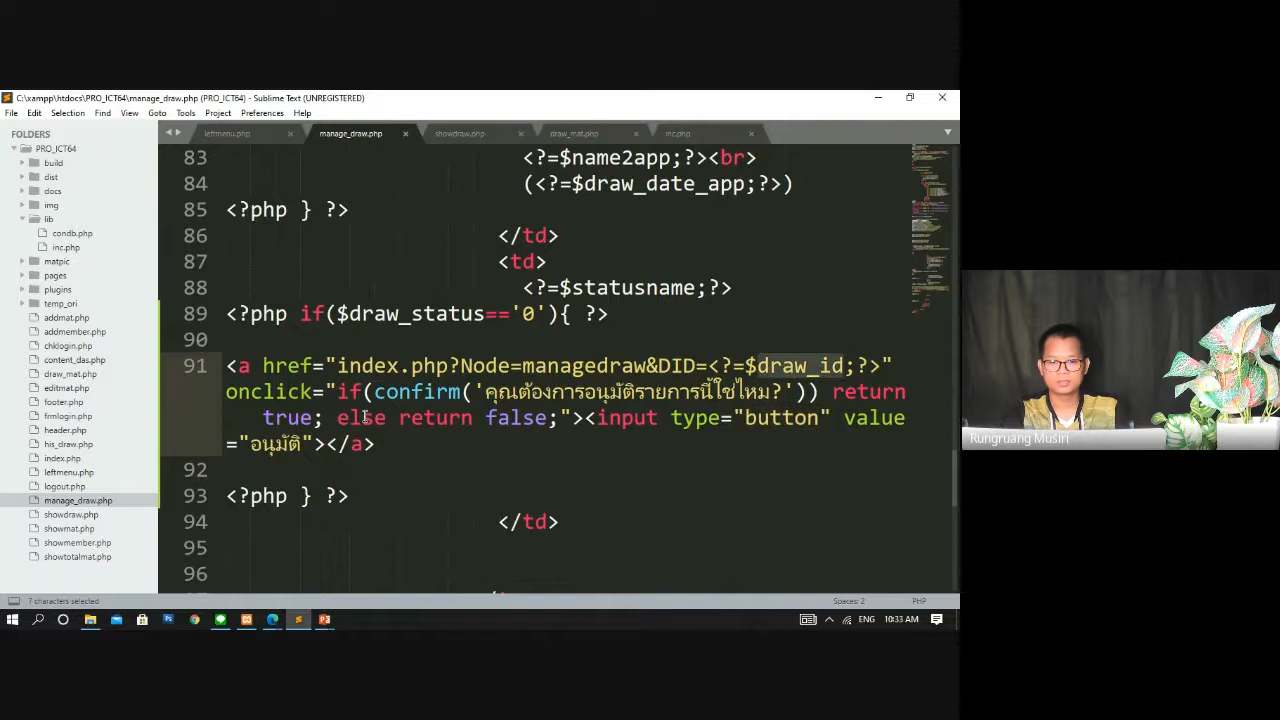 C:\xampp\htdocs\PRO_ICT64\manage_draw.php (PRO_ICT64) - Sublime Text (UNREGISTERED)
File Edit Selection Find View Goto Tools Project Preferences Help
FOLDERS
PRO_ICT64
build
dist
docs
img
lib
condb.php
inc.php
matpic
pages
plugins
temp_ori
addmat.php
addmember.php
chklogin.php
content_das.php
draw_mat.php
editmat.php
footer.php
frmlogin.php
header.php
his_draw.php
index.php
leftmenu.php
logout.php
manage_draw.php
showdraw.php
showmat.php
showmember.php
showtotalmat.php
leftmenu.php manage_draw.php showdraw.php draw_mat.php inc.php
83 <?=$name2app;?><br>
84 (<?=$draw_date_app;?>)
85 <?php } ?>
86 </td>
87 <td>
88 <?=$statusname;?>
89 <?php if($draw_status=='0'){ ?>
90
91 <a href="index.php?Node=managedraw&DID=<?=$draw_id;?>"
onclick="if(confirm('คุณต้องการอนุมัติรายการนี้ใช่ไหม?')) return
true; else return false;"><input type="button" value
="อนุมัติ"></a>
92
93 <?php } ?>
94 </td>
95
96
7 characters selected Spaces: 2 PHP
ENG 10:33 AM
Rungruang Musiri